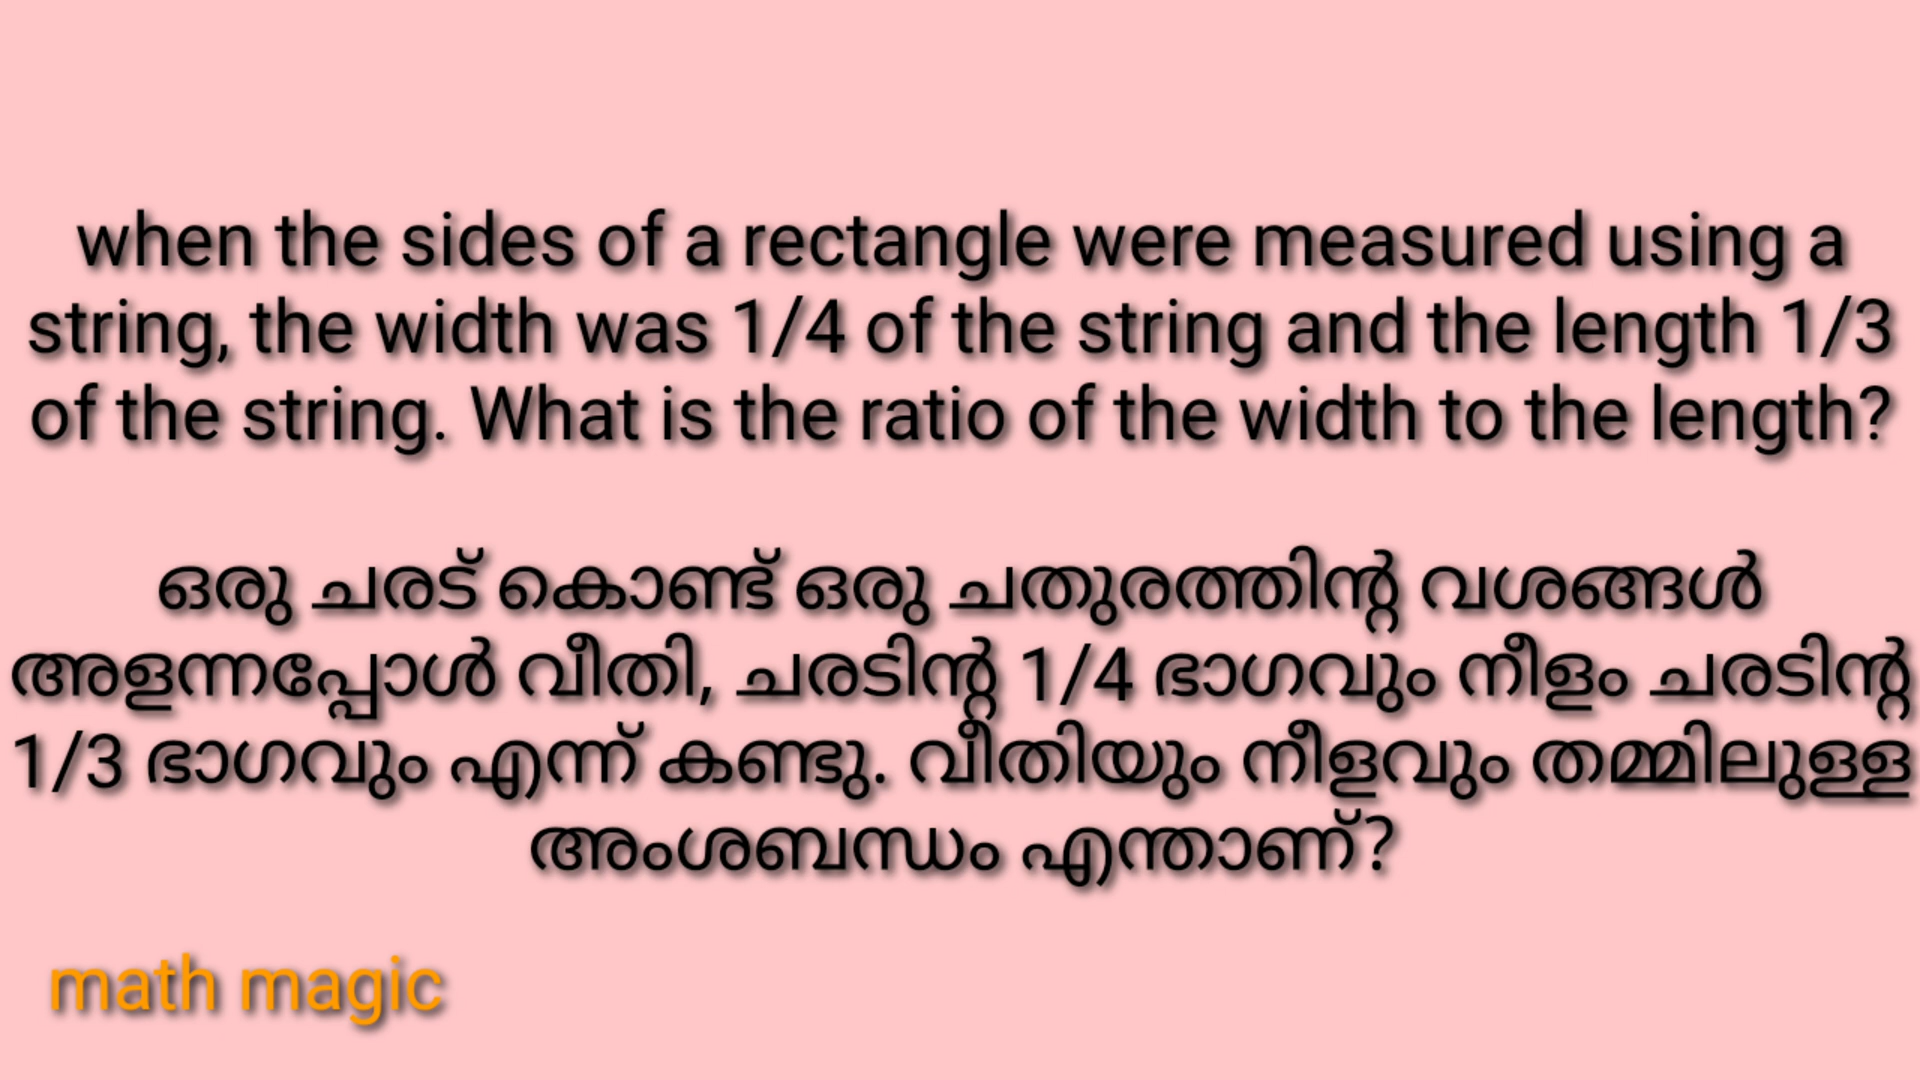 when the sides of a rectangle were measured using a
string, the width was 1/4 of the string and the length 1/3
of the string. What is the ratio of the width to the length?
ഒരു ചരട് കൊണ്ട് ഒരു ചതുരത്തിന്റ വശങ്ങൾ
അളന്നപ്പോൾ വീതി, ചരടിന്റ 1/4 ഭാഗവും നീളം ചരടിന്റ
1/3 ഭാഗവും എന്ന് കണ്ടു. വീതിയും നീളവും തമ്മിലുള്ള
അംശബന്ധം എന്താണ്?
math magic